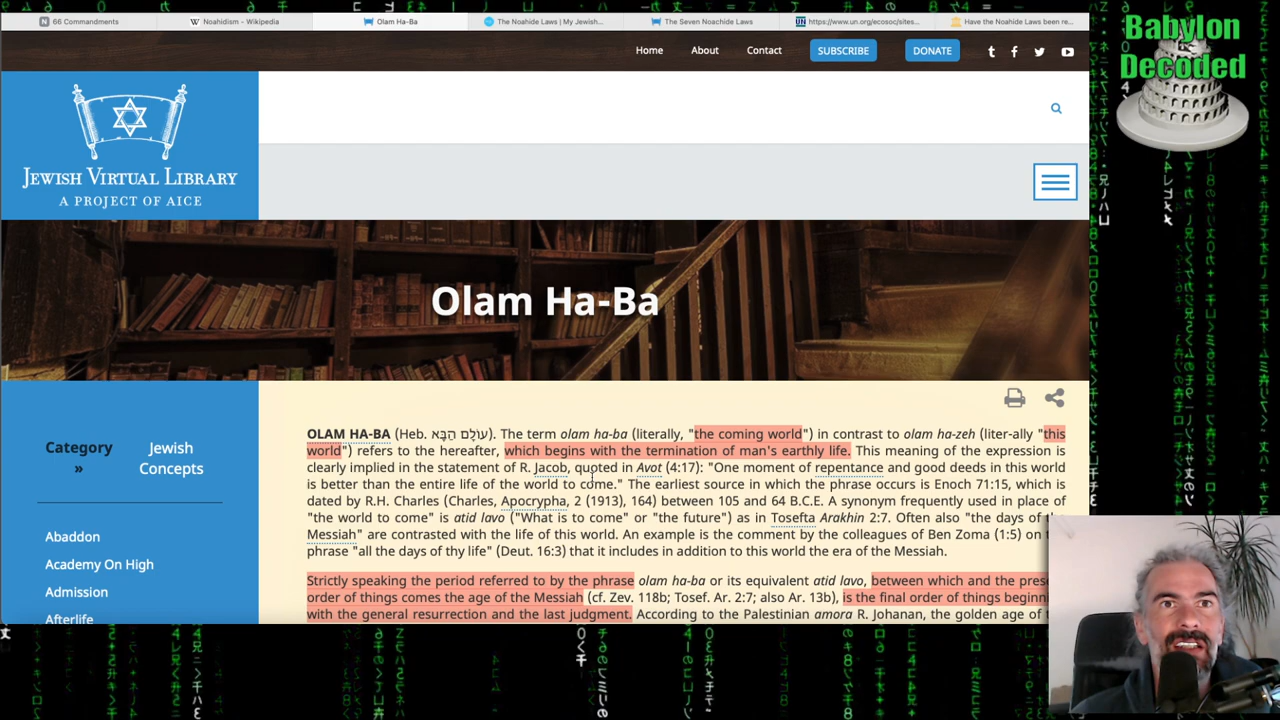 66 Commandments
Noahidism - Wikipedia
Olam Ha-Ba
The Noahide Laws | My Jewish...
The Seven Noachide Laws
https://www.un.org/ecosoc/sites...
Have the Noahide Laws been re...
Babylon
Decoded
Home About Contact SUBSCRIBE DONATE
JEWISH VIRTUAL LIBRARY
A PROJECT OF AICE
Olam Ha-Ba
Category
»
Jewish
Concepts
Abaddon
Academy On High
Admission
Afterlife
OLAM HA-BA (Heb. עוֹלָם הַבָּא). The term olam ha-ba (literally, "the coming world") in contrast to olam ha-zeh (liter-ally "this
world") refers to the hereafter, which begins with the termination of man's earthly life. This meaning of the expression is
clearly implied in the statement of R. Jacob, quoted in Avot (4:17): "One moment of repentance and good deeds in this world
is better than the entire life of the world to come." The earliest source in which the phrase occurs is Enoch 71:15, which is
dated by R.H. Charles (Charles, Apocrypha, 2 (1913), 164) between 105 and 64 B.C.E. A synonym frequently used in place of
"the world to come" is atid lavo ("What is to come" or "the future") as in Tosefta Arakhin 2:7. Often also "the days of
Messiah" are contrasted with the life of this world. An example is the comment by the colleagues of Ben Zoma (1:5) on
phrase "all the days of thy life" (Deut. 16:3) that it includes in addition to this world the era of the Messiah.
Strictly speaking the period referred to by the phrase olam ha-ba or its equivalent atid lavo, between which and the
order of things comes the age of the Messiah (cf. Zev. 118b; Tosef. Ar. 2:7; also Ar. 13b), is the final order of things
with the general resurrection and the last judgment. According to the Palestinian amora R. Johanan, the golden age of